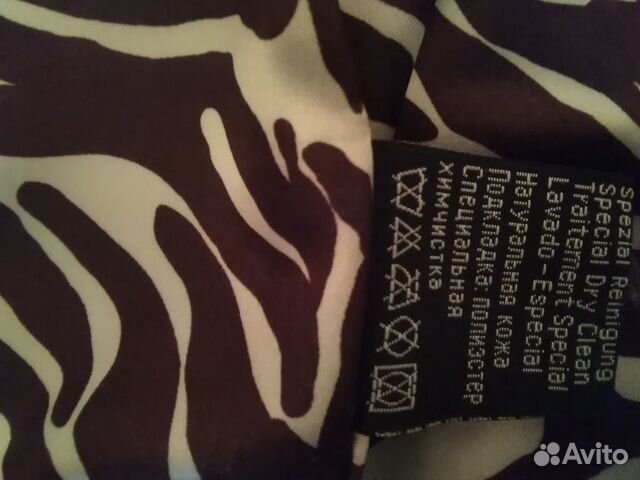 spezial Reinigung
Special Dry Clean
Traitement Special
Lavado-Especial
Натуральная кожа
Подкладка: полиэстер
Специальная
химчистка
Avito